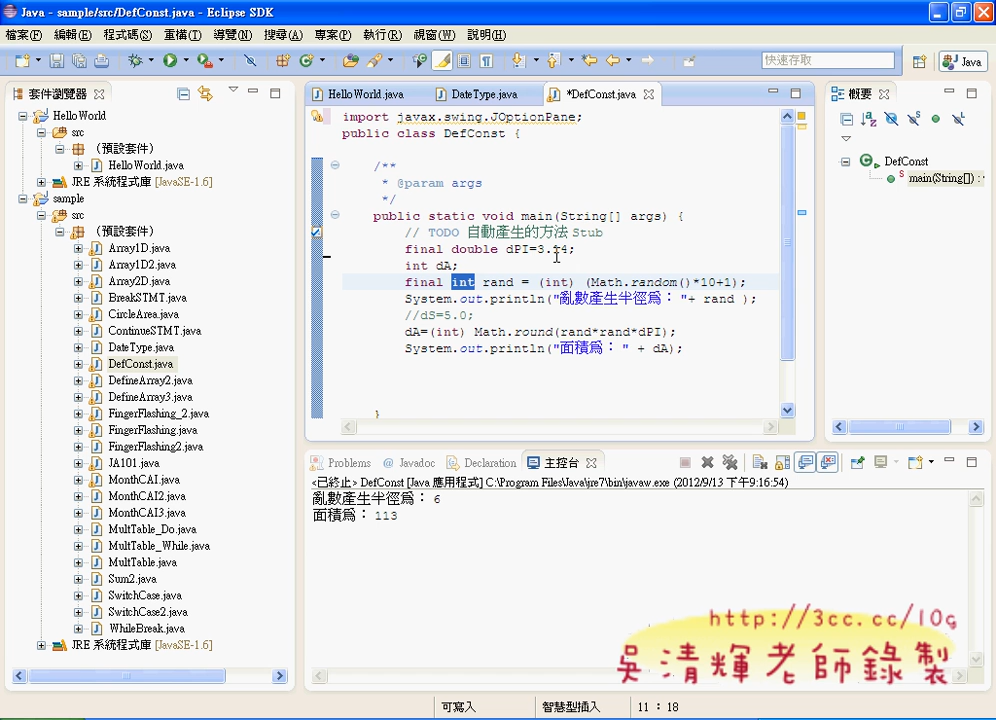 Java - sample/src/DefConst.java - Eclipse SDK
檔案(F) 編輯(E) 程式碼(S) 重構(T) 導覽(N) 搜尋(A) 專案(P) 執行(R) 視窗(W) 說明(H)
快速存取
Java
套件瀏覽器
HelloWorld
src
(預設套件)
HelloWorld.java
JRE 系統程式庫 [JavaSE-1.6]
sample
src
(預設套件)
Array1D.java
Array1D2.java
Array2D.java
BreakSTMT.java
CircleArea.java
ContinueSTMT.java
DateType.java
DefConst.java
DefineArray2.java
DefineArray3.java
FingerFlashing_2.java
FingerFlashing.java
FingerFlashing2.java
JA101.java
MonthCAI.java
MonthCAI2.java
MonthCAI3.java
MultTable_Do.java
MultTable_While.java
MultTable.java
Sum2.java
SwitchCase.java
SwitchCase2.java
WhileBreak.java
JRE 系統程式庫 [JavaSE-1.6]
HelloWorld.java DateType.java *DefConst.java
import javax.swing.JOptionPane;
public class DefConst {
/**
* @param args
*/
public static void main(String[] args) {
// TODO 自動產生的方法 Stub
final double dPI=3.14;
int dA;
final int rand = (int) (Math.random()*10+1);
System.out.println("亂數產生半徑為： "+ rand );
//dS=5.0;
dA=(int) Math.round(rand*rand*dPI);
System.out.println("面積為： " + dA);
}
概要
DefConst
main(String[]) :
Problems Javadoc Declaration 主控台
<已終止> DefConst [Java 應用程式] C:\Program Files\Java\jre7\bin\javaw.exe (2012/9/13 下午9:16:54)
亂數產生半徑為： 6
面積為： 113
http://3cc.cc/10g
吳清輝老師錄製
可寫入 智慧型插入 11 : 18